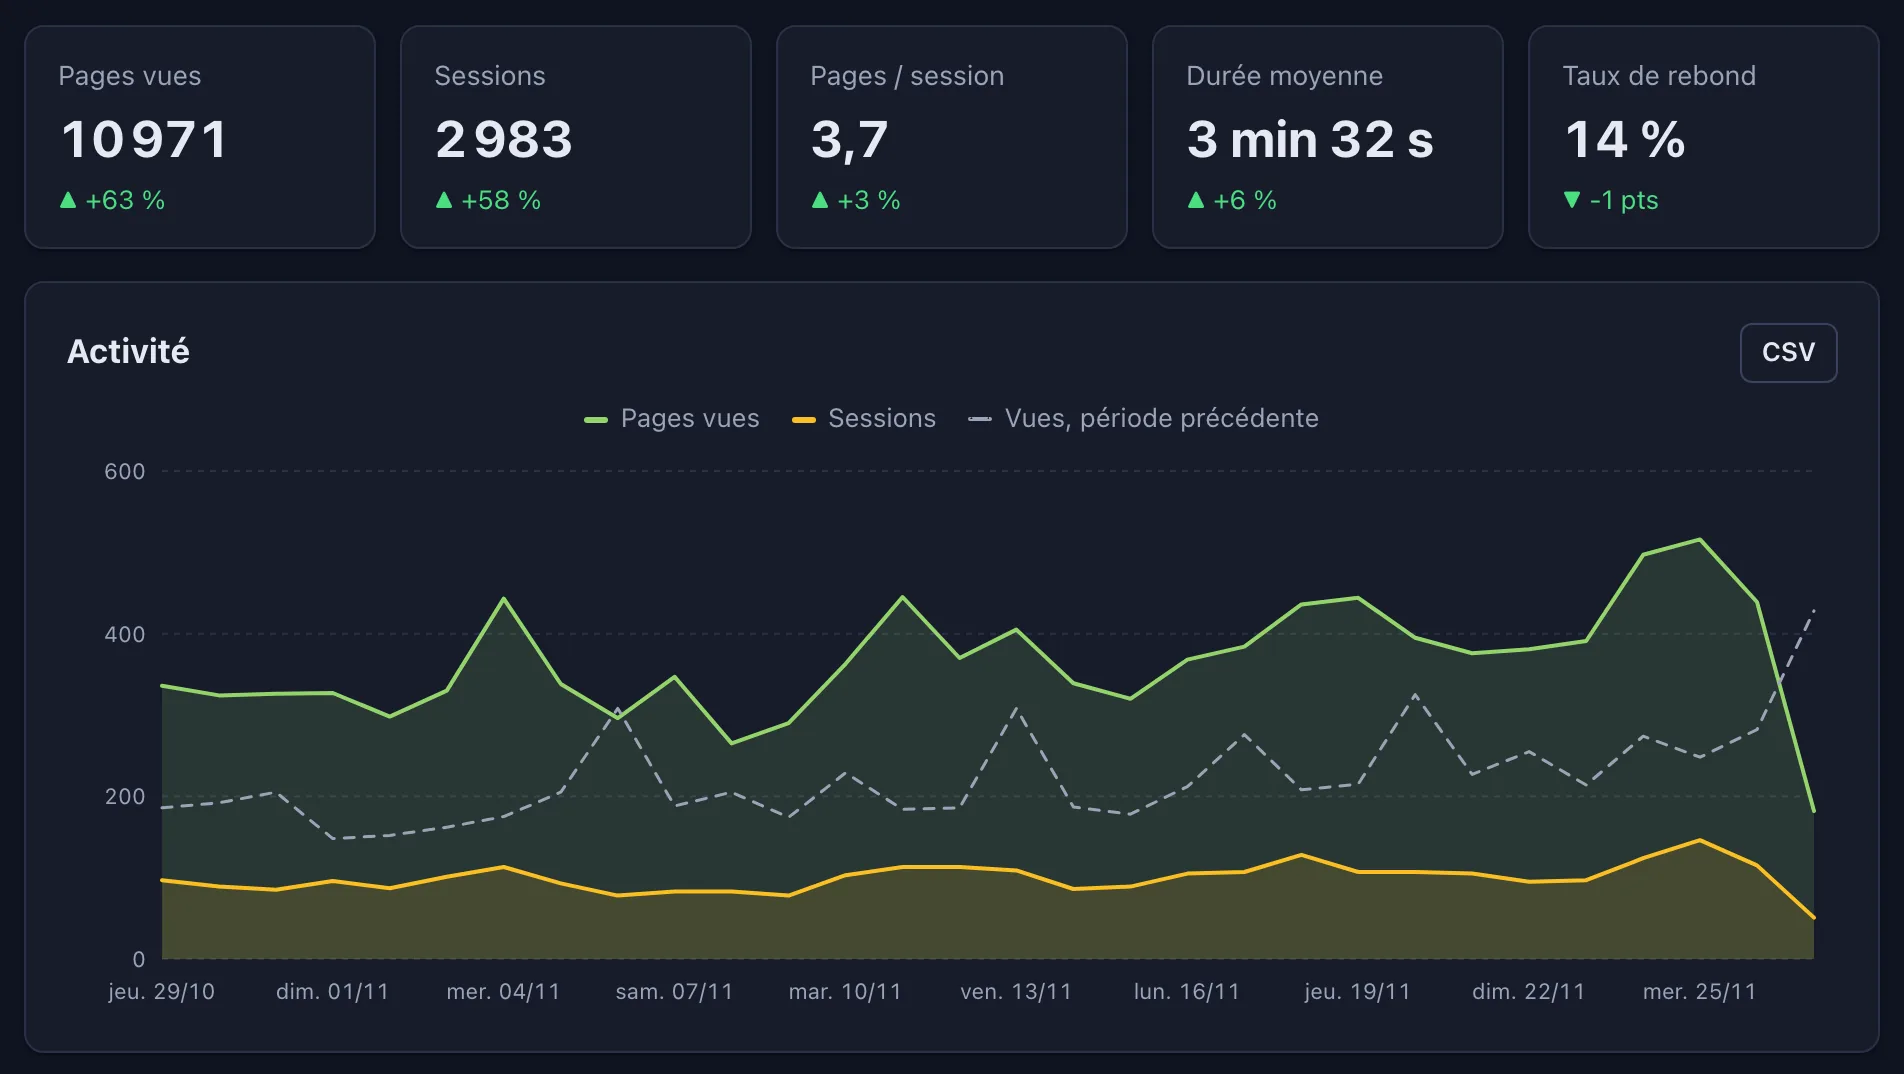 Pages vues
10 971
▲ +63 %
Sessions
2 983
▲ +58 %
Pages / session
3,7
▲ +3 %
Durée moyenne
3 min 32 s
▲ +6 %
Taux de rebond
14 %
▼ -1 pts
Activité
CSV
Pages vues Sessions Vues, période précédente
600
400
200
0
jeu. 29/10 dim. 01/11 mer. 04/11 sam. 07/11 mar. 10/11 ven. 13/11 lun. 16/11 jeu. 19/11 dim. 22/11 mer. 25/11